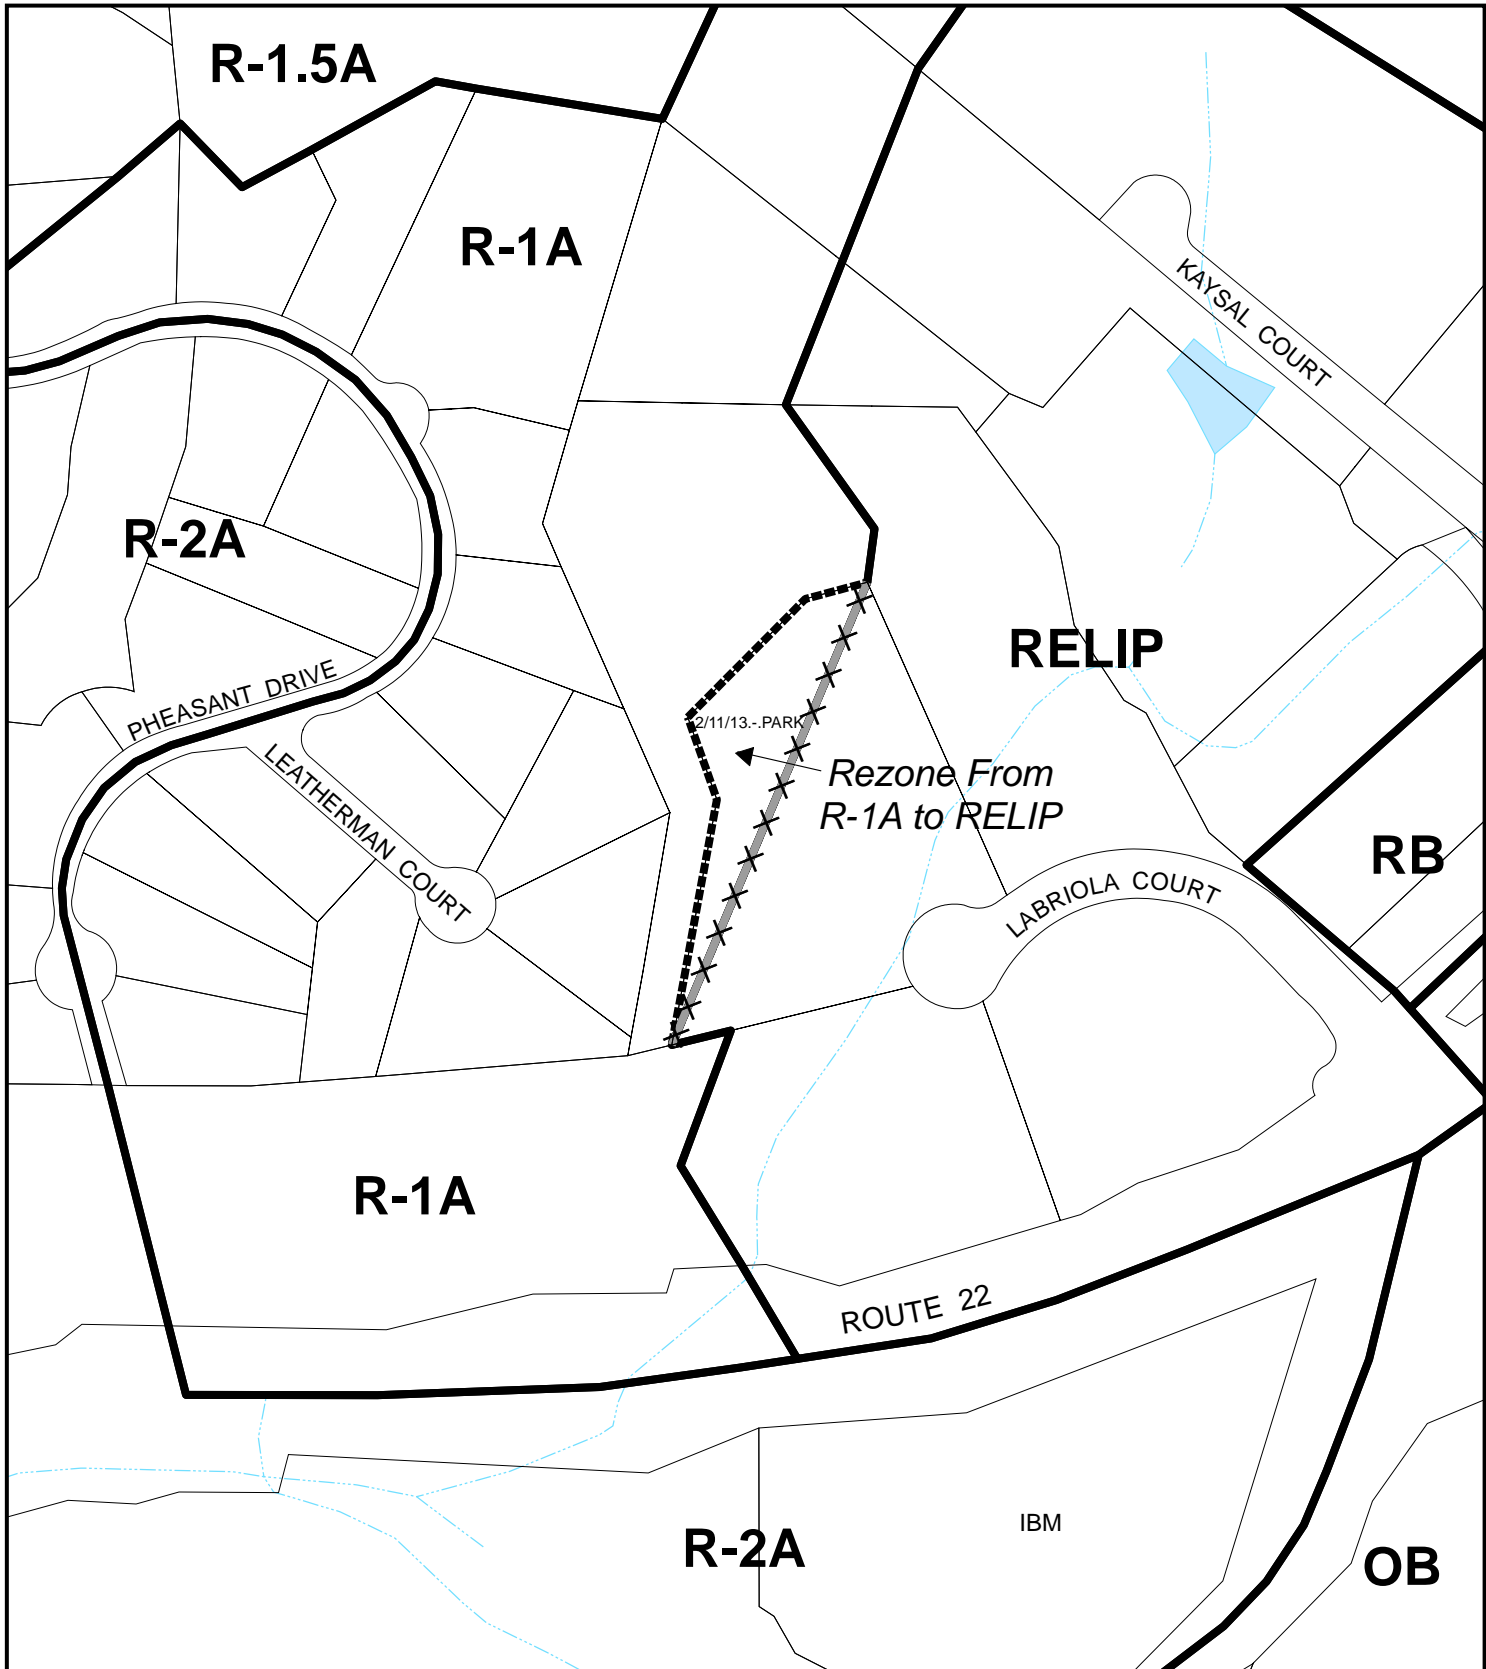 R-1.5A
R-1A
KAYSAL COURT
R-2A
RELIP
PHEASANT DRIVE
2/11/13.-.PARK
LEATHERMAN COURT
Rezone From
R-1A to RELIP
RB
LABRIOLA COURT
R-1A
ROUTE 22
IBM
R-2A
OB